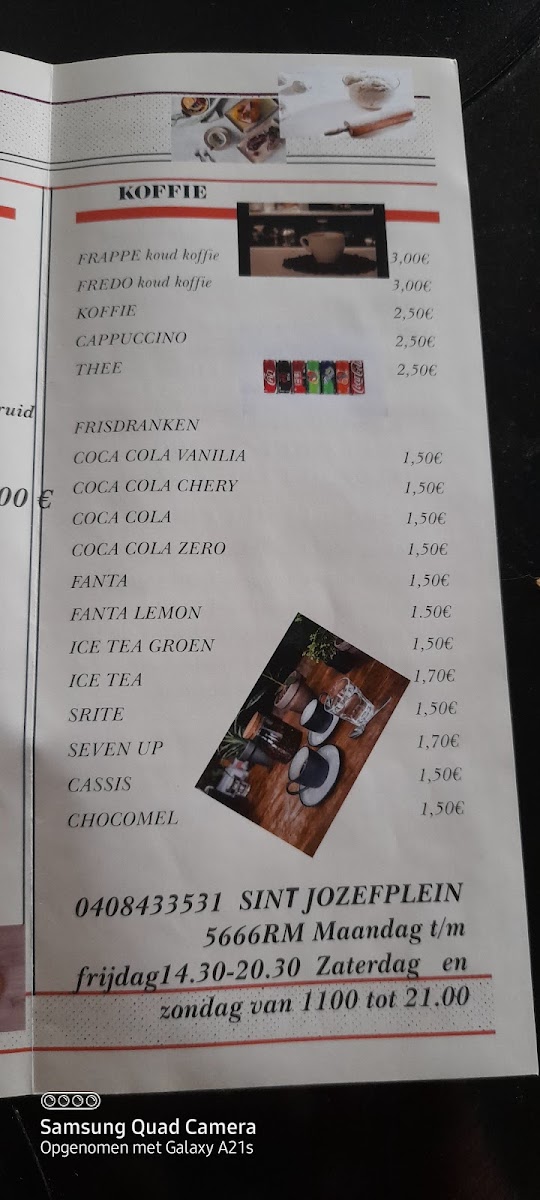 KOFFIE
FRAPPE koud koffie 3,00€
FREDO koud koffie 3,00€
KOFFIE 2,50€
CAPPUCCINO 2,50€
THEE 2,50€
ruid
FRISDRANKEN
COCA COLA VANILIA 1,50€
00 €
COCA COLA CHERY 1,50€
COCA COLA 1,50€
COCA COLA ZERO 1,50€
FANTA 1,50€
FANTA LEMON 1.50€
ICE TEA GROEN 1,50€
ICE TEA 1,70€
SRITE 1,50€
SEVEN UP 1,70€
CASSIS 1,50€
CHOCOMEL 1,50€
0408433531 SINT JOZEFPLEIN
5666RM Maandag t/m
frijdag14.30-20.30 Zaterdag en
zondag van 1100 tot 21.00
Samsung Quad Camera
Opgenomen met Galaxy A21s